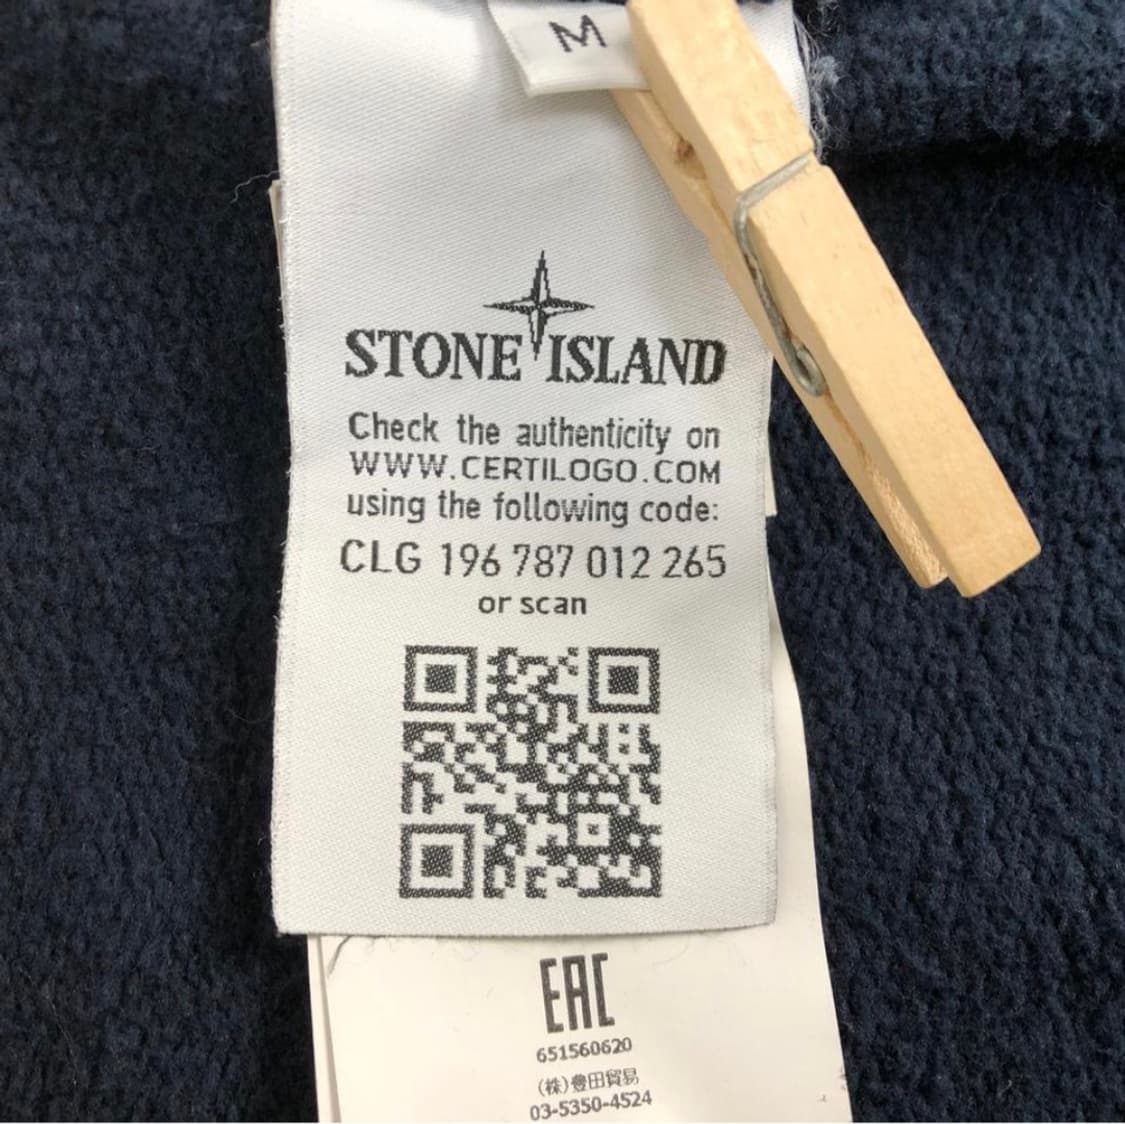 M
STONE ISLAND
Check the authenticity on
WWW.CERTILOGO.COM
using the following code:
CLG 196 787 012 265
or scan
EAC
651560620
(株)豊田貿易
03-5350-4524